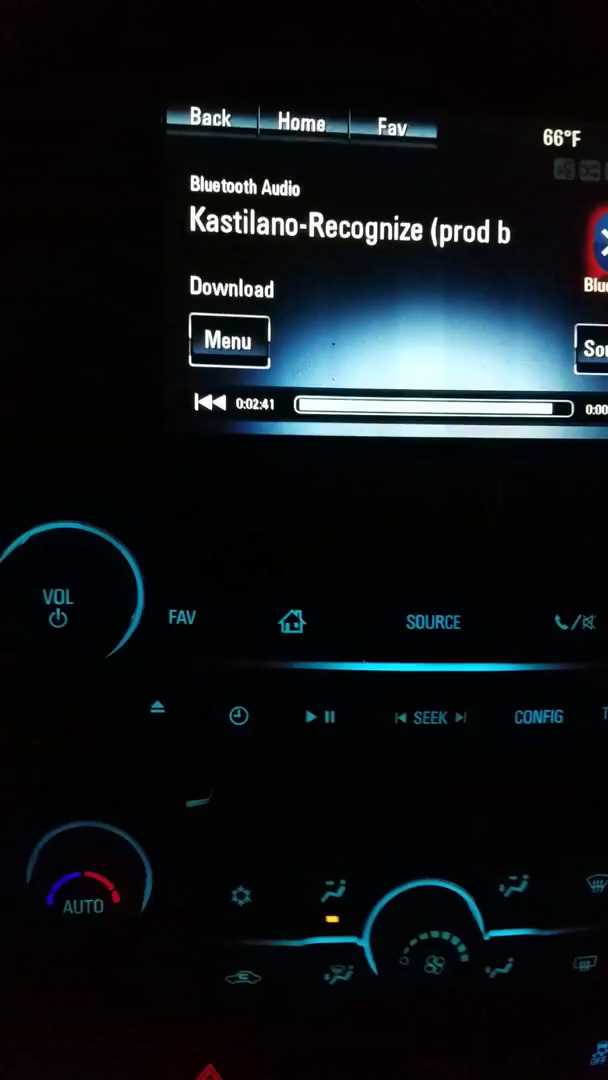 Back Home Fav
66°F
Bluetooth Audio
Kastilano-Recognize (prod b
Download
Menu
0:02:41
VOL
FAV
SOURCE
SEEK
CONFIG
AUTO
OFF